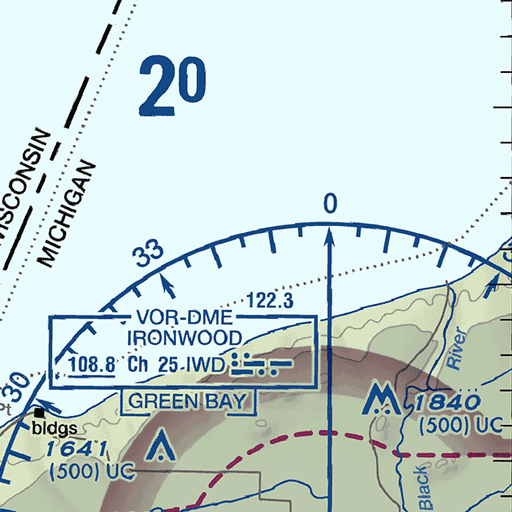 20
WISCONSIN
MICHIGAN
0
33
122.3
VOR-DME
IRONWOOD
108.8 Ch 25 IWD
GREEN BAY
30
Pt
bldgs
1641
(500) UC
1840
(500) UC
River
Black